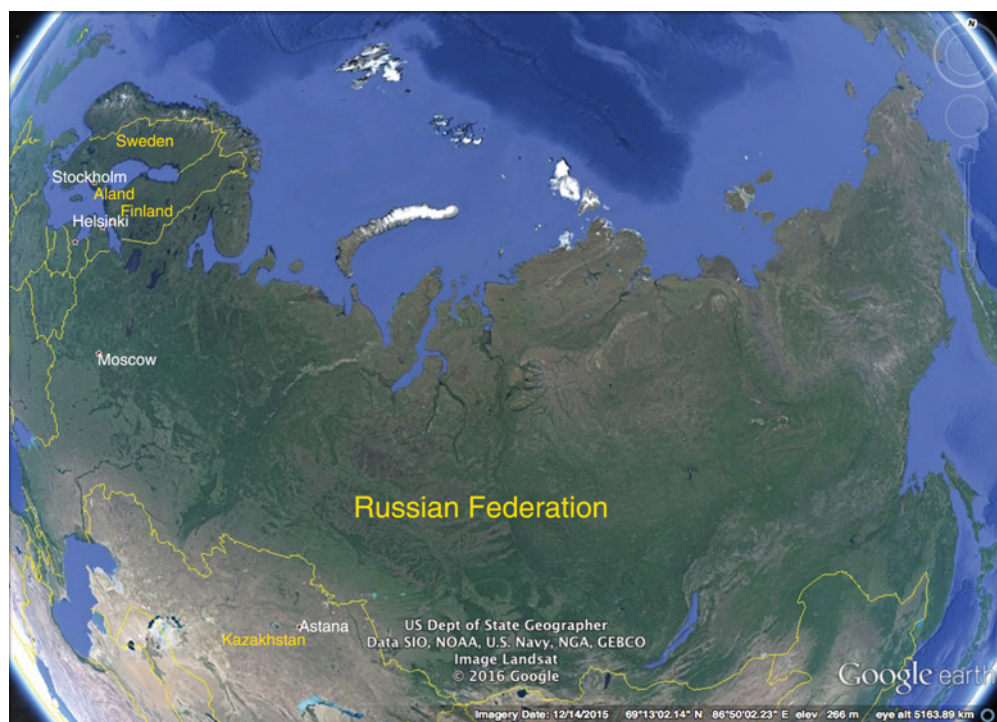 N
Sweden
Stockholm
Aland
Finland
Helsinki
Moscow
Russian Federation
Astana
Kazakhstan
US Dept of State Geographer
Data SIO, NOAA, U.S. Navy, NGA, GEBCO
Image Landsat
© 2016 Google
Google earth
Imagery Date: 12/14/2015 69°13'02.14" N 86°50'02.23" E elev 266 m eye alt 5163.89 km